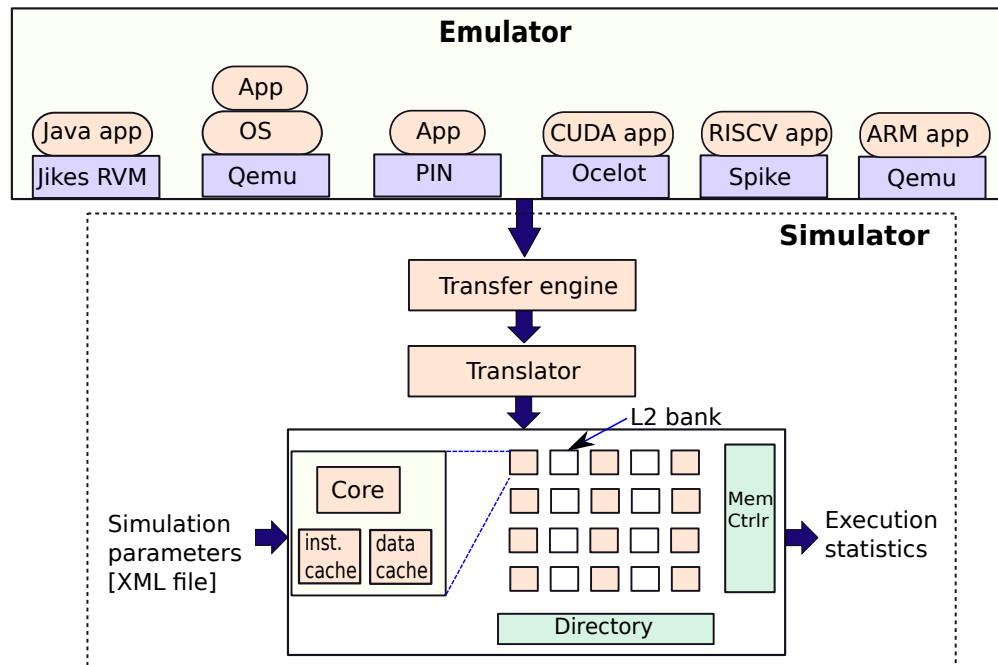 Emulator
App
Java app
OS
App
CUDA app
RISCV app
ARM app
Jikes RVM
Qemu
PIN
Ocelot
Spike
Qemu
Simulator
Transfer engine
Translator
L2 bank
Core
inst.
cache
data
cache
Mem
Ctrlr
Simulation
parameters
[XML file]
Execution
statistics
Directory